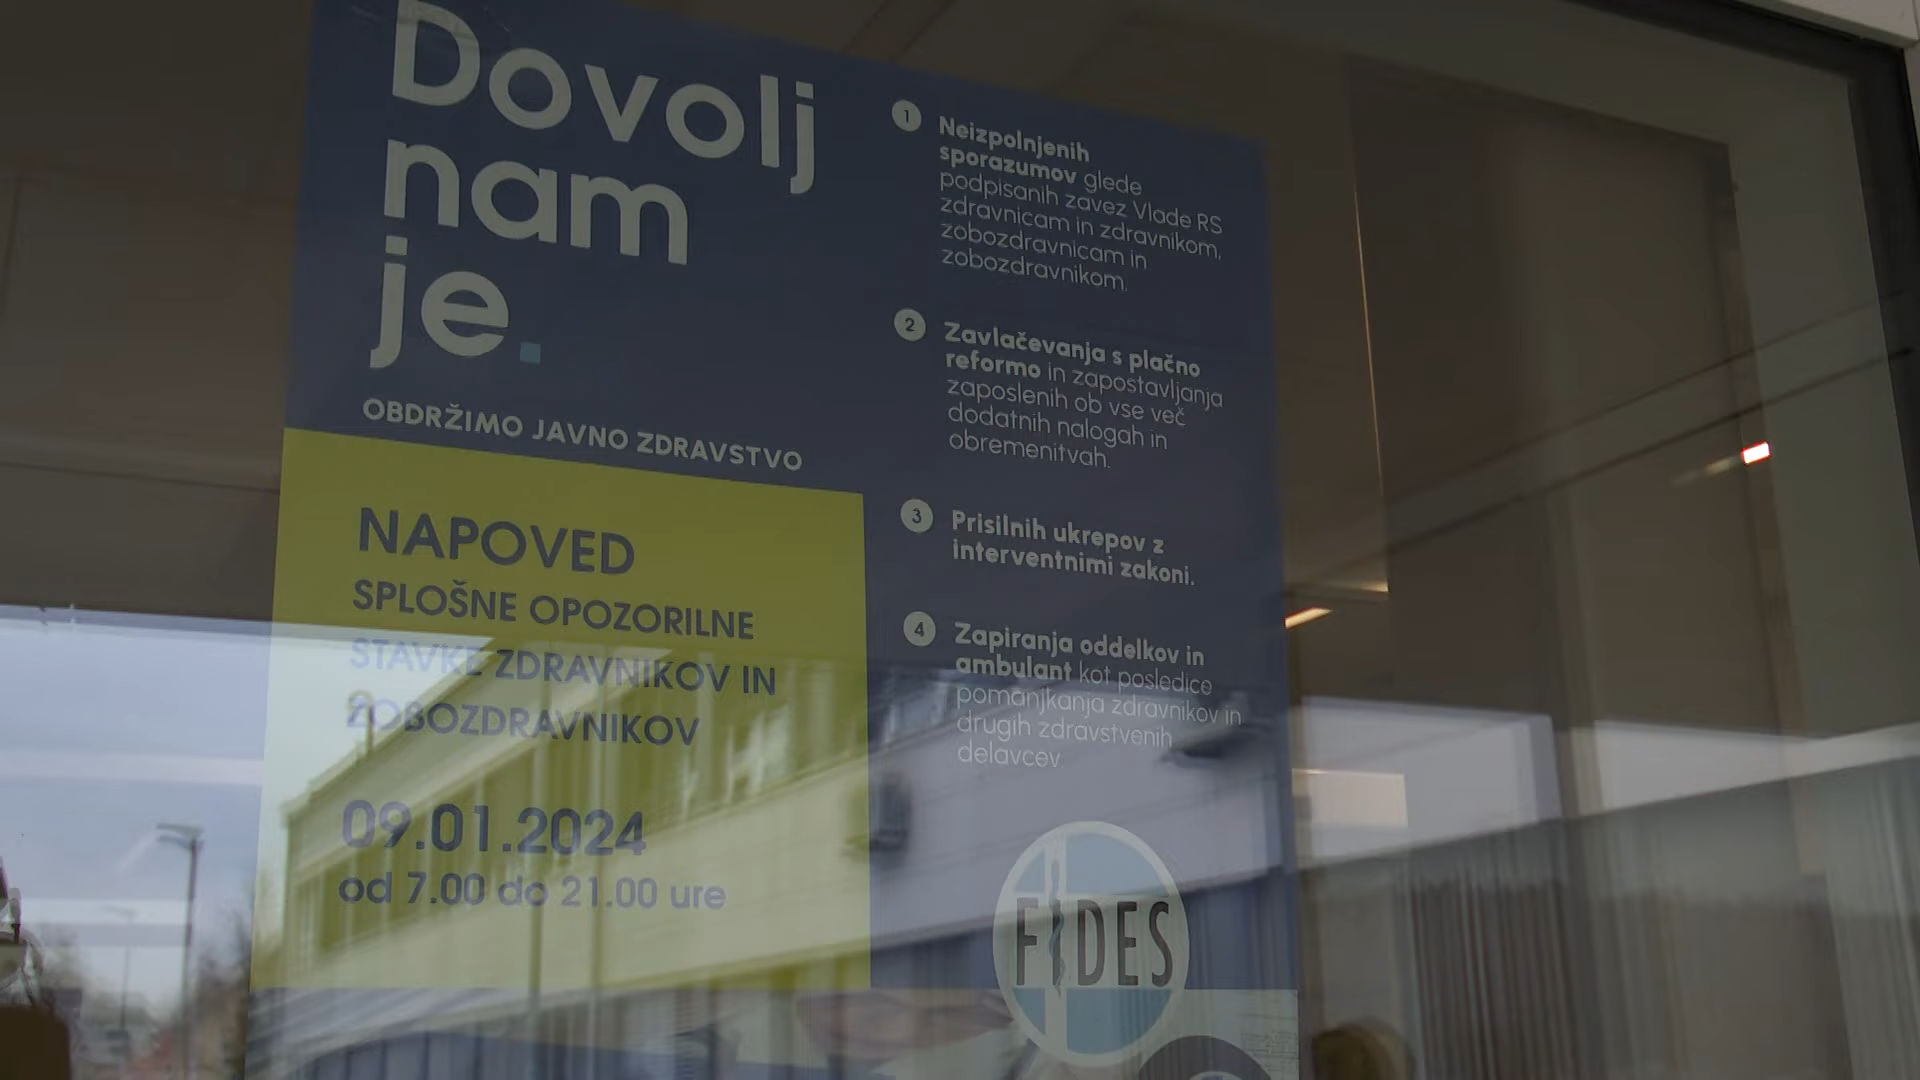 Dovolj
nam
je.
OBDRŽIMO JAVNO ZDRAVSTVO
NAPOVED
SPLOŠNE OPOZORILNE
STAVKE ZDRAVNIKOV IN
ZOBOZDRAVNIKOV
09.01.2024
od 7.00 do 21.00 ure
1 Neizpolnjenih
sporazumov glede
podpisanih zavez Vlade RS
zdravnicam in zdravnikom,
zobozdravnicam in
zobozdravnikom.
2 Zavlačevanja s plačno
reformo in zapostavljanja
zaposlenih ob vse več
dodatnih nalogah in
obremenitvah.
3 Prisilnih ukrepov z
interventnimi zakoni.
4 Zapiranja oddelkov in
ambulant kot posledice
pomanjkanja zdravnikov in
drugih zdravstvenih
delavcev
FIDES